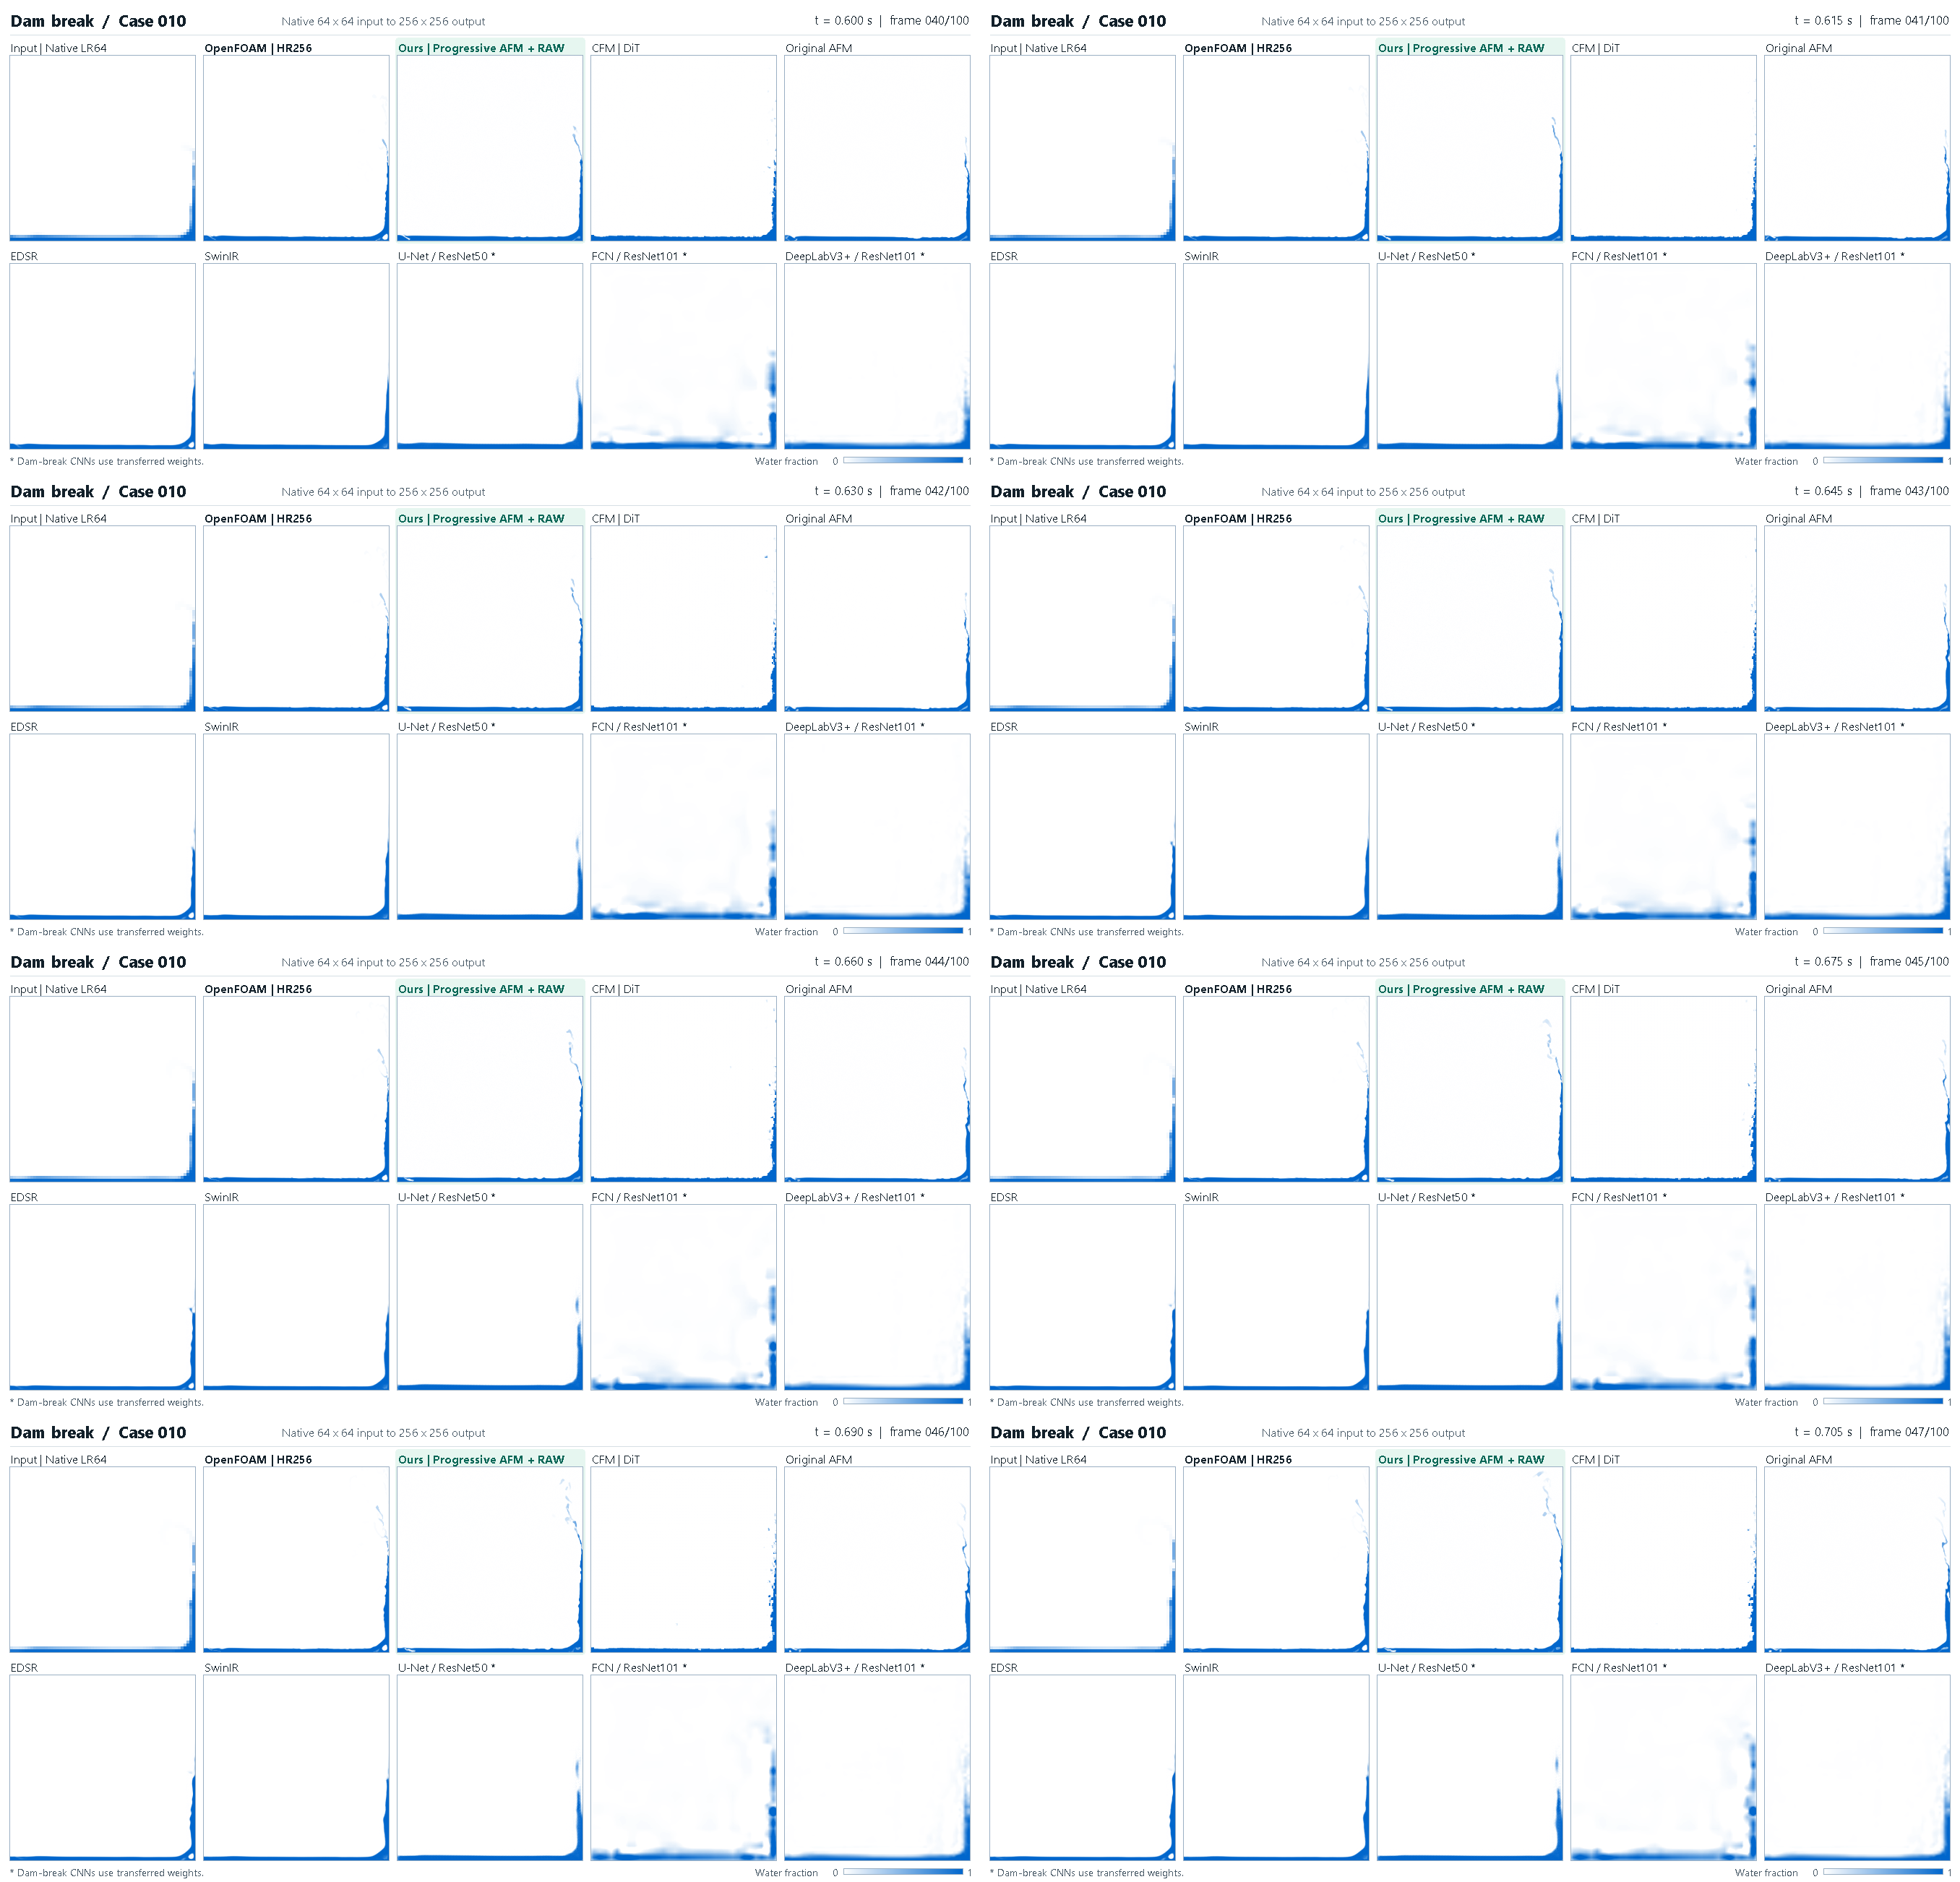 Dam break / Case 010 Native 64 x 64 input to 256 x 256 output t = 0.600 s | frame 040/100
Input | Native LR64 OpenFOAM | HR256 Ours | Progressive AFM + RAW CFM | DiT Original AFM
EDSR SwinIR U-Net / ResNet50 * FCN / ResNet101 * DeepLabV3+ / ResNet101 *
* Dam-break CNNs use transferred weights. Water fraction 0 1
Dam break / Case 010 Native 64 x 64 input to 256 x 256 output t = 0.615 s | frame 041/100
Input | Native LR64 OpenFOAM | HR256 Ours | Progressive AFM + RAW CFM | DiT Original AFM
EDSR SwinIR U-Net / ResNet50 * FCN / ResNet101 * DeepLabV3+ / ResNet101 *
* Dam-break CNNs use transferred weights. Water fraction 0 1
Dam break / Case 010 Native 64 x 64 input to 256 x 256 output t = 0.630 s | frame 042/100
Input | Native LR64 OpenFOAM | HR256 Ours | Progressive AFM + RAW CFM | DiT Original AFM
EDSR SwinIR U-Net / ResNet50 * FCN / ResNet101 * DeepLabV3+ / ResNet101 *
* Dam-break CNNs use transferred weights. Water fraction 0 1
Dam break / Case 010 Native 64 x 64 input to 256 x 256 output t = 0.645 s | frame 043/100
Input | Native LR64 OpenFOAM | HR256 Ours | Progressive AFM + RAW CFM | DiT Original AFM
EDSR SwinIR U-Net / ResNet50 * FCN / ResNet101 * DeepLabV3+ / ResNet101 *
* Dam-break CNNs use transferred weights. Water fraction 0 1
Dam break / Case 010 Native 64 x 64 input to 256 x 256 output t = 0.660 s | frame 044/100
Input | Native LR64 OpenFOAM | HR256 Ours | Progressive AFM + RAW CFM | DiT Original AFM
EDSR SwinIR U-Net / ResNet50 * FCN / ResNet101 * DeepLabV3+ / ResNet101 *
* Dam-break CNNs use transferred weights. Water fraction 0 1
Dam break / Case 010 Native 64 x 64 input to 256 x 256 output t = 0.675 s | frame 045/100
Input | Native LR64 OpenFOAM | HR256 Ours | Progressive AFM + RAW CFM | DiT Original AFM
EDSR SwinIR U-Net / ResNet50 * FCN / ResNet101 * DeepLabV3+ / ResNet101 *
* Dam-break CNNs use transferred weights. Water fraction 0 1
Dam break / Case 010 Native 64 x 64 input to 256 x 256 output t = 0.690 s | frame 046/100
Input | Native LR64 OpenFOAM | HR256 Ours | Progressive AFM + RAW CFM | DiT Original AFM
EDSR SwinIR U-Net / ResNet50 * FCN / ResNet101 * DeepLabV3+ / ResNet101 *
* Dam-break CNNs use transferred weights. Water fraction 0 1
Dam break / Case 010 Native 64 x 64 input to 256 x 256 output t = 0.705 s | frame 047/100
Input | Native LR64 OpenFOAM | HR256 Ours | Progressive AFM + RAW CFM | DiT Original AFM
EDSR SwinIR U-Net / ResNet50 * FCN / ResNet101 * DeepLabV3+ / ResNet101 *
* Dam-break CNNs use transferred weights. Water fraction 0 1